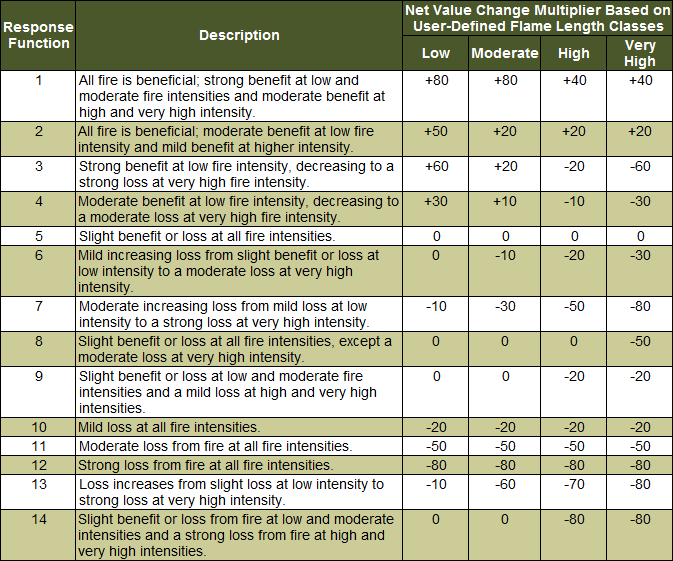 Response Function
Description
Net Value Change Multiplier Based on
User-Defined Flame Length Classes
Low
Moderate
High
Very High
1
All fire is beneficial; strong benefit at low and
moderate fire intensities and moderate benefit at
high and very high intensity.
+80
+80
+40
+40
2
All fire is beneficial; moderate benefit at low fire
intensity and mild benefit at higher intensity.
+50
+20
+20
+20
3
Strong benefit at low fire intensity, decreasing to a
strong loss at very high fire intensity.
+60
+20
-20
-60
4
Moderate benefit at low fire intensity, decreasing to
a moderate loss at very high fire intensity.
+30
+10
-10
-30
5
Slight benefit or loss at all fire intensities.
0
0
0
0
6
Mild increasing loss from slight benefit or loss at
low intensity to a moderate loss at very high
intensity.
0
-10
-20
-30
7
Moderate increasing loss from mild loss at low
intensity to a strong loss at very high intensity.
-10
-30
-50
-80
8
Slight benefit or loss at all fire intensities, except a
moderate loss at very high intensity.
0
0
0
-50
9
Slight benefit or loss at low and moderate fire
intensities and a mild loss at high and very high
intensities.
0
0
-20
-20
10
Mild loss at all fire intensities.
-20
-20
-20
-20
11
Moderate loss from fire at all fire intensities.
-50
-50
-50
-50
12
Strong loss from fire at all fire intensities.
-80
-80
-80
-80
13
Loss increases from slight loss at low intensity to
strong loss at very high intensity.
-10
-60
-70
-80
14
Slight benefit or loss from fire at low and moderate
intensities and a strong loss from fire at high and
very high intensities.
0
0
-80
-80